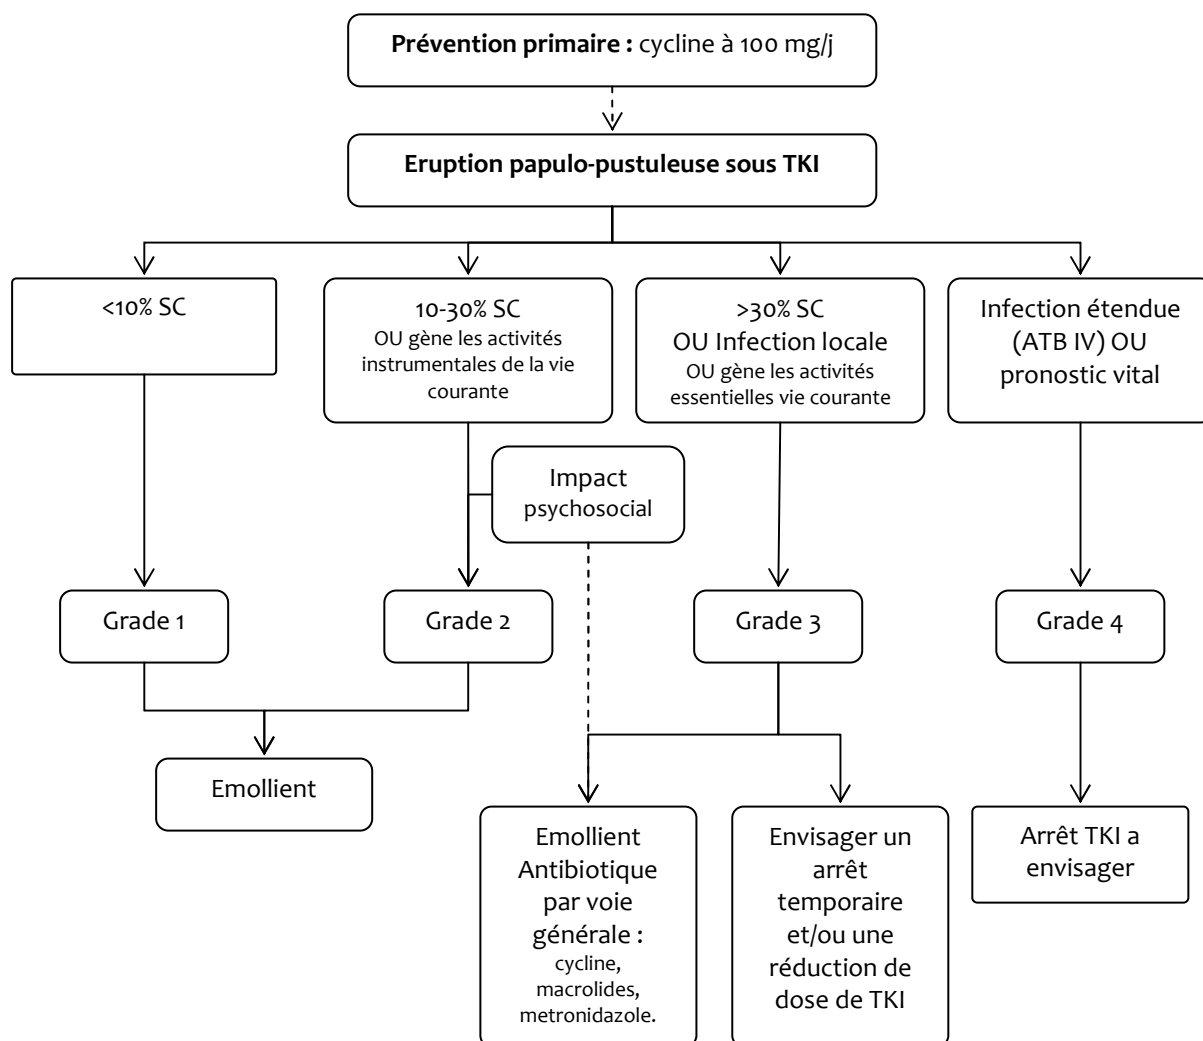 Prévention primaire : cycline à 100 mg/j
Eruption papulo-pustuleuse sous TKI
<10% SC
10-30% SC
OU gène les activités
instrumentales de la vie
courante
>30% SC
OU Infection locale
OU gène les activités
essentielles vie courante
Infection étendue
(ATB IV) OU
pronostic vital
Impact
psychosocial
Grade 1
Grade 2
Grade 3
Grade 4
Emollient
Emollient
Antibiotique
par voie
générale :
cycline,
macrolides,
metronidazole.
Envisager un
arrêt
temporaire
et/ou une
réduction de
dose de TKI
Arrêt TKI a
envisager